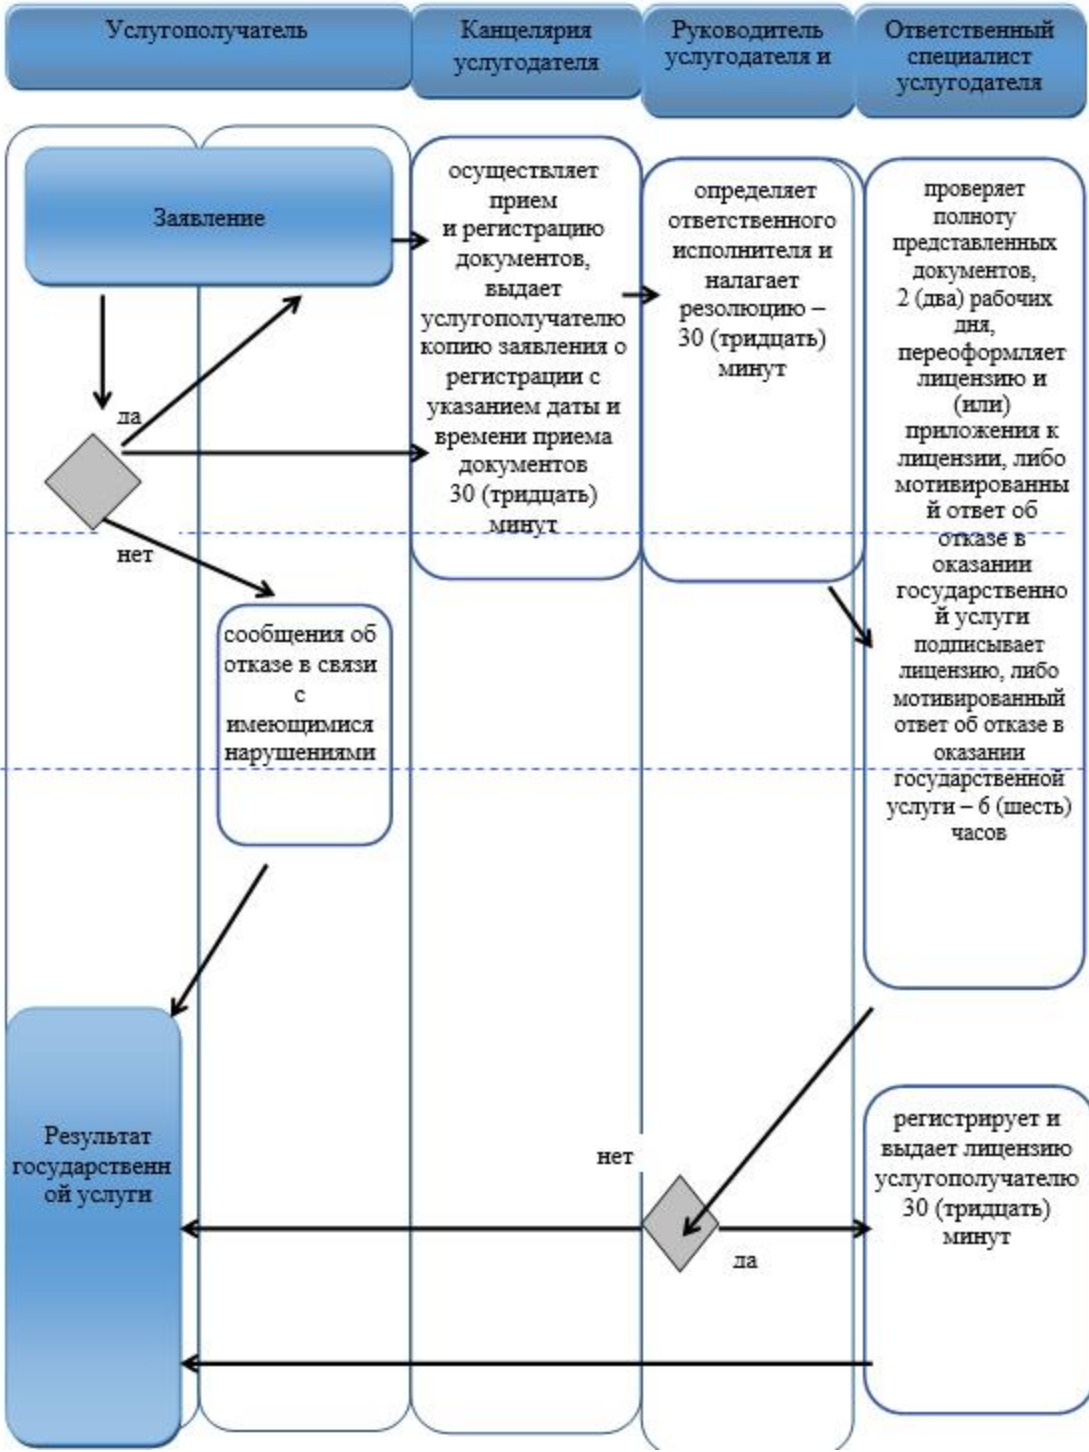 Услугополучатель
Канцелярия
услугодателя
Руководитель
услугодателя и
Ответственный
специалист
услугодателя
Заявление
осуществляет
прием
и регистрацию
документов,
выдает
услугополучателю
копию заявления о
регистрации с
указанием даты и
времени приема
документов
30 (тридцать)
минут
определяет
ответственного
исполнителя и
налагает
резолюцию –
30 (тридцать)
минут
проверяет
полноту
представленных
документов,
2 (два) рабочих
дня,
переоформляет
лицензию и
(или)
приложения к
лицензии, либо
мотивированны
й ответ об
отказе в
оказании
государственно
й услуги
подписывает
лицензию, либо
мотивированный
ответ об отказе в
оказании
государственной
услуги – 6 (шесть)
часов
да
нет
сообщения об
отказе в связи
с
имеющимися
нарушениями
Результат
государственн
ой услуги
нет
да
регистрирует и
выдает лицензию
услугополучателю
30 (тридцать)
минут